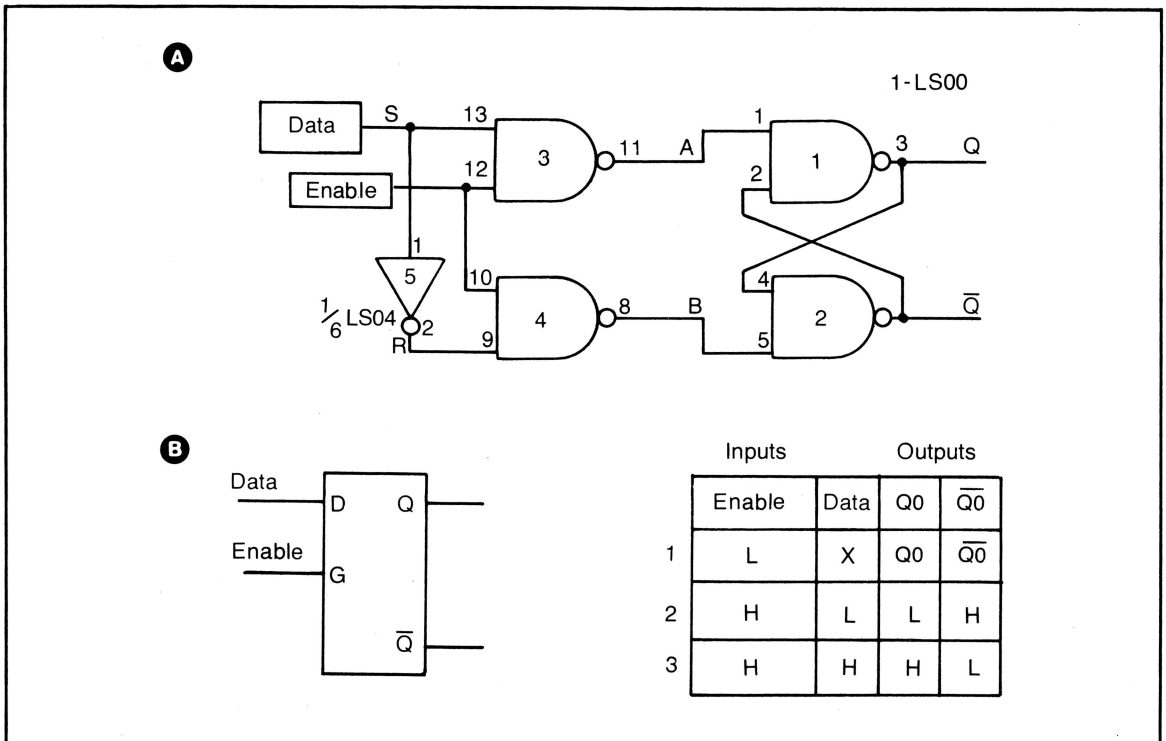 A
1-LS00
Data
S
13
12
3
11
A
1
2
1
3
Q
Enable
1
5
1/6 LS04
2
R
10
9
4
8
B
4
5
2
Q̅
B
Data
Enable
D
Q
G
Q̅
Inputs Outputs
Enable Data Q0 Q̅0̅
1 L X Q0 Q̅0̅
2 H L L H
3 H H H L